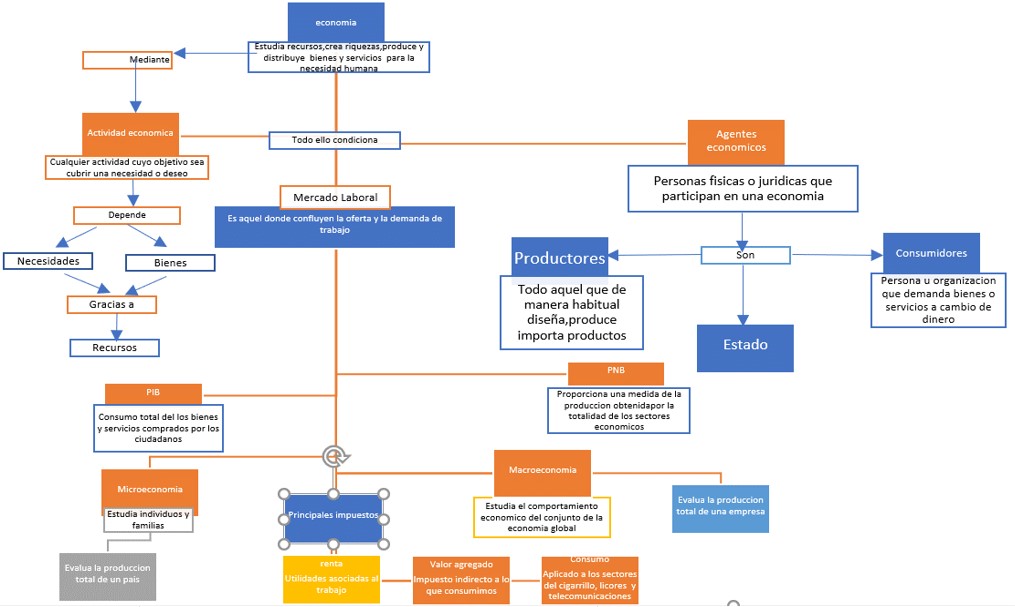 economia
Estudia recursos,crea riquezas,produce y
distribuye bienes y servicios para la
necesidad humana
Mediante
Actividad economica
Cualquier actividad cuyo objetivo sea
cubrir una necesidad o deseo
Todo ello condiciona
Agentes
economicos
Personas fisicas o juridicas que
participan en una economia
Depende
Necesidades
Bienes
Gracias a
Recursos
Mercado Laboral
Es aquel donde confluyen la oferta y la demanda de
trabajo
Son
Productores
Todo aquel que de
manera habitual
diseña,produce
importa productos
Consumidores
Persona u organizacion
que demanda bienes o
servicios a cambio de
dinero
Estado
PIB
Consumo total del los bienes
y servicios comprados por los
ciudadanos
PNB
Proporciona una medida de la
produccion obtenidapor la
totalidad de los sectores
economicos
Microeconomia
Estudia individuos y
familias
Evalua la produccion
total de un pais
Principales impuestos
Macroeconomia
Estudia el comportamiento
economico del conjunto de la
economia global
Evalua la produccion
total de una empresa
renta
Utilidades asociadas al
trabajo
Valor agregado
Impuesto indirecto a lo
que consumimos
Consumo
Aplicado a los sectores
del cigarrillo, licores y
telecomunicaciones